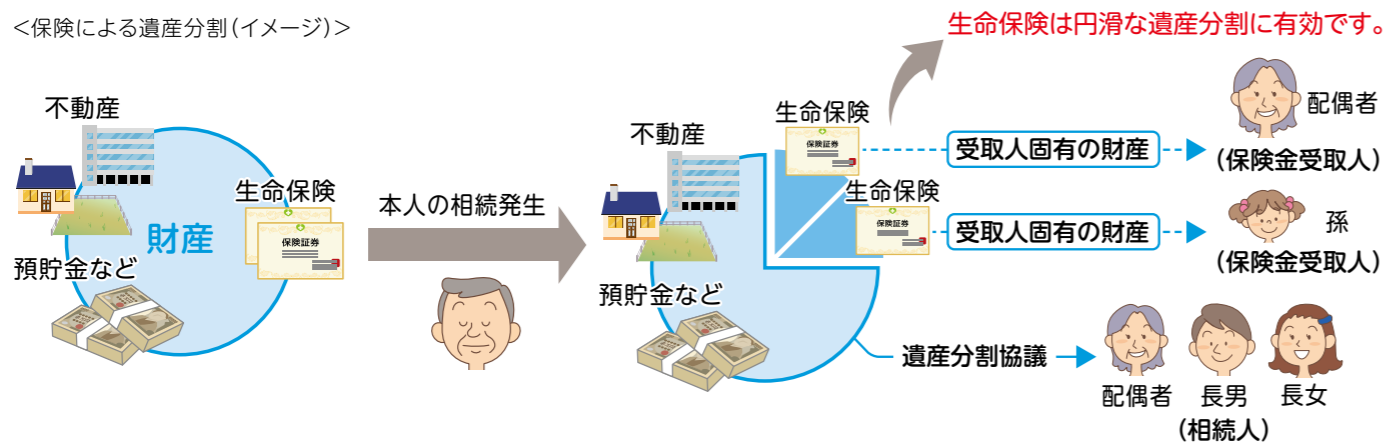 <保険による遺産分割(イメージ)>
生命保険は円滑な遺産分割に有効です。
不動産
財産
生命保険
保険証券
預貯金など
本人の相続発生
不動産
預貯金など
生命保険
保険証券
生命保険
保険証券
受取人固有の財産
配偶者
(保険金受取人)
受取人固有の財産
孫
(保険金受取人)
遺産分割協議
配偶者
長男
長女
(相続人)